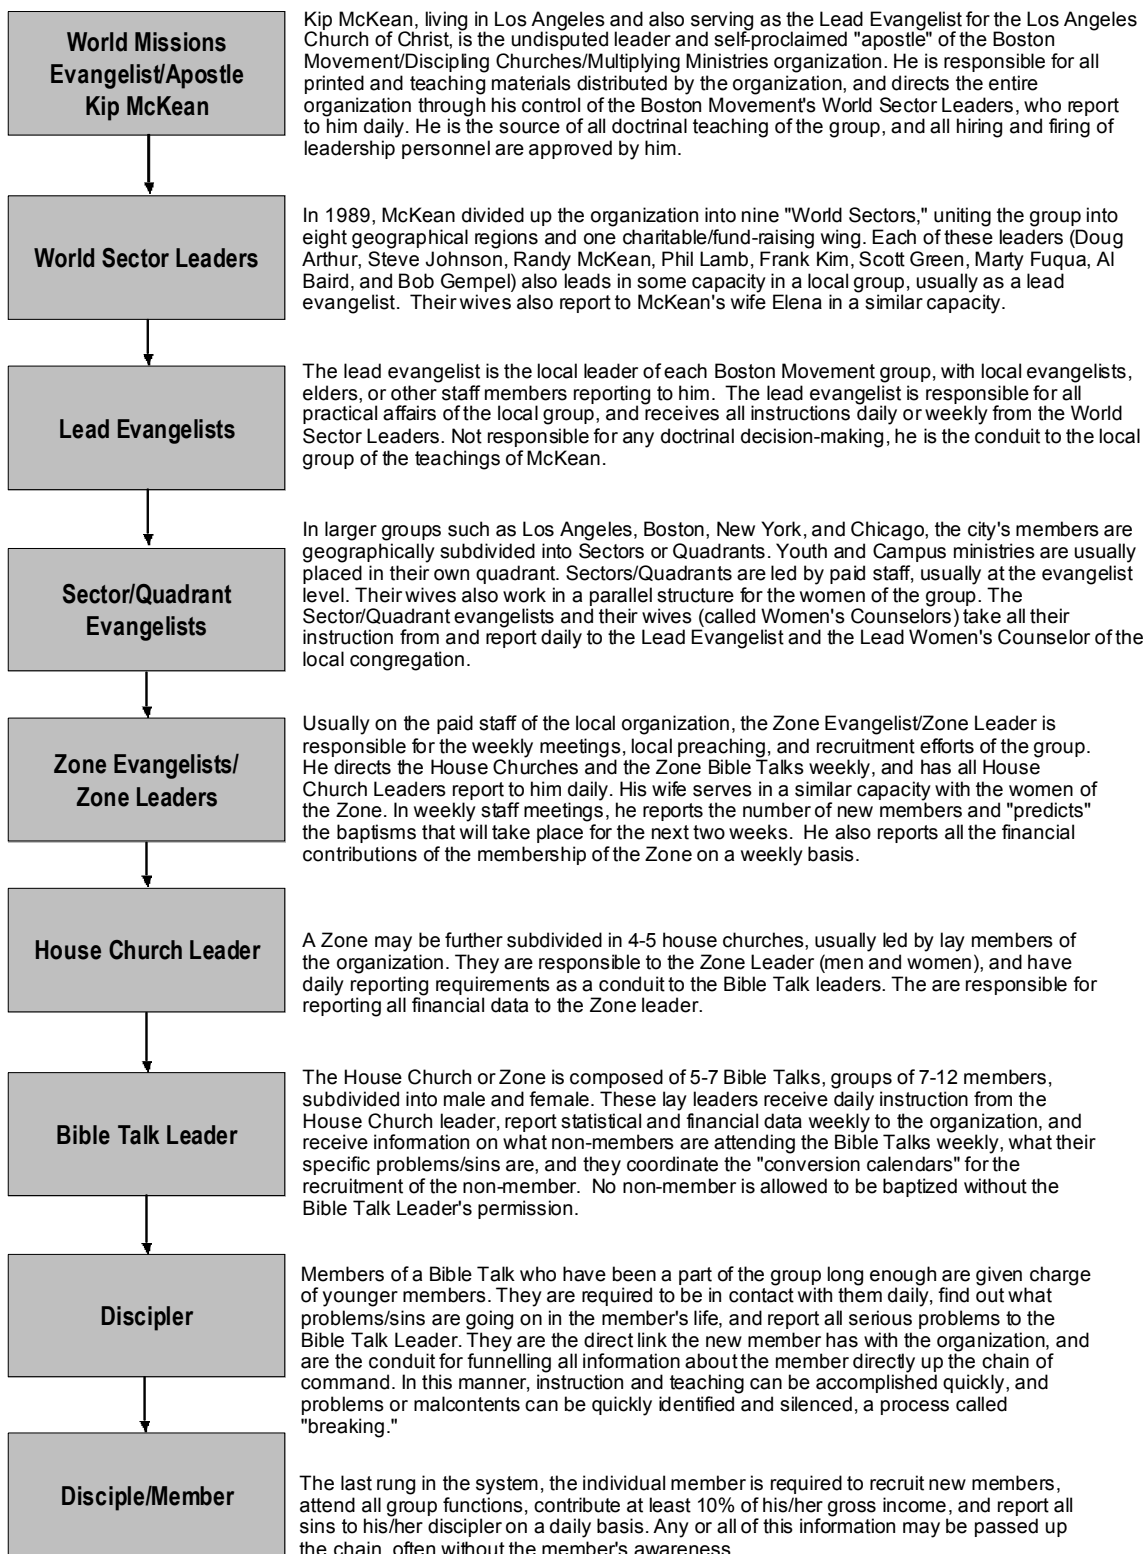 World Missions
Evangelist/Apostle
Kip McKean
Kip McKean, living in Los Angeles and also serving as the Lead Evangelist for the Los Angeles
Church of Christ, is the undisputed leader and self-proclaimed "apostle" of the Boston
Movement/Discipling Churches/Multiplying Ministries organization. He is responsible for all
printed and teaching materials distributed by the organization, and directs the entire
organization through his control of the Boston Movement's World Sector Leaders, who report
to him daily. He is the source of all doctrinal teaching of the group, and all hiring and firing of
leadership personnel are approved by him.
World Sector Leaders
In 1989, McKean divided up the organization into nine "World Sectors," uniting the group into
eight geographical regions and one charitable/fund-raising wing. Each of these leaders (Doug
Arthur, Steve Johnson, Randy McKean, Phil Lamb, Frank Kim, Scott Green, Marty Fuqua, Al
Baird, and Bob Gempel) also leads in some capacity in a local group, usually as a lead
evangelist. Their wives also report to McKean's wife Elena in a similar capacity.
Lead Evangelists
The lead evangelist is the local leader of each Boston Movement group, with local evangelists,
elders, or other staff members reporting to him. The lead evangelist is responsible for all
practical affairs of the local group, and receives all instructions daily or weekly from the World
Sector Leaders. Not responsible for any doctrinal decision-making, he is the conduit to the local
group of the teachings of McKean.
Sector/Quadrant
Evangelists
In larger groups such as Los Angeles, Boston, New York, and Chicago, the city's members are
geographically subdivided into Sectors or Quadrants. Youth and Campus ministries are usually
placed in their own quadrant. Sectors/Quadrants are led by paid staff, usually at the evangelist
level. Their wives also work in a parallel structure for the women of the group. The
Sector/Quadrant evangelists and their wives (called Women's Counselors) take all their
instruction from and report daily to the Lead Evangelist and the Lead Women's Counselor of the
local congregation.
Zone Evangelists/
Zone Leaders
Usually on the paid staff of the local organization, the Zone Evangelist/Zone Leader is
responsible for the weekly meetings, local preaching, and recruitment efforts of the group.
He directs the House Churches and the Zone Bible Talks weekly, and has all House
Church Leaders report to him daily. His wife serves in a similar capacity with the women of
the Zone. In weekly staff meetings, he reports the number of new members and "predicts"
the baptisms that will take place for the next two weeks. He also reports all the financial
contributions of the membership of the Zone on a weekly basis.
House Church Leader
A Zone may be further subdivided in 4-5 house churches, usually led by lay members of
the organization. They are responsible to the Zone Leader (men and women), and have
daily reporting requirements as a conduit to the Bible Talk leaders. The are responsible for
reporting all financial data to the Zone leader.
Bible Talk Leader
The House Church or Zone is composed of 5-7 Bible Talks, groups of 7-12 members,
subdivided into male and female. These lay leaders receive daily instruction from the
House Church leader, report statistical and financial data weekly to the organization, and
receive information on what non-members are attending the Bible Talks weekly, what their
specific problems/sins are, and they coordinate the "conversion calendars" for the
recruitment of the non-member. No non-member is allowed to be baptized without the
Bible Talk Leader's permission.
Discipler
Members of a Bible Talk who have been a part of the group long enough are given charge
of younger members. They are required to be in contact with them daily, find out what
problems/sins are going on in the member's life, and report all serious problems to the
Bible Talk Leader. They are the direct link the new member has with the organization, and
are the conduit for funnelling all information about the member directly up the chain of
command. In this manner, instruction and teaching can be accomplished quickly, and
problems or malcontents can be quickly identified and silenced, a process called
"breaking."
Disciple/Member
The last rung in the system, the individual member is required to recruit new members,
attend all group functions, contribute at least 10% of his/her gross income, and report all
sins to his/her discipler on a daily basis. Any or all of this information may be passed up
the chain, often without the member's awareness